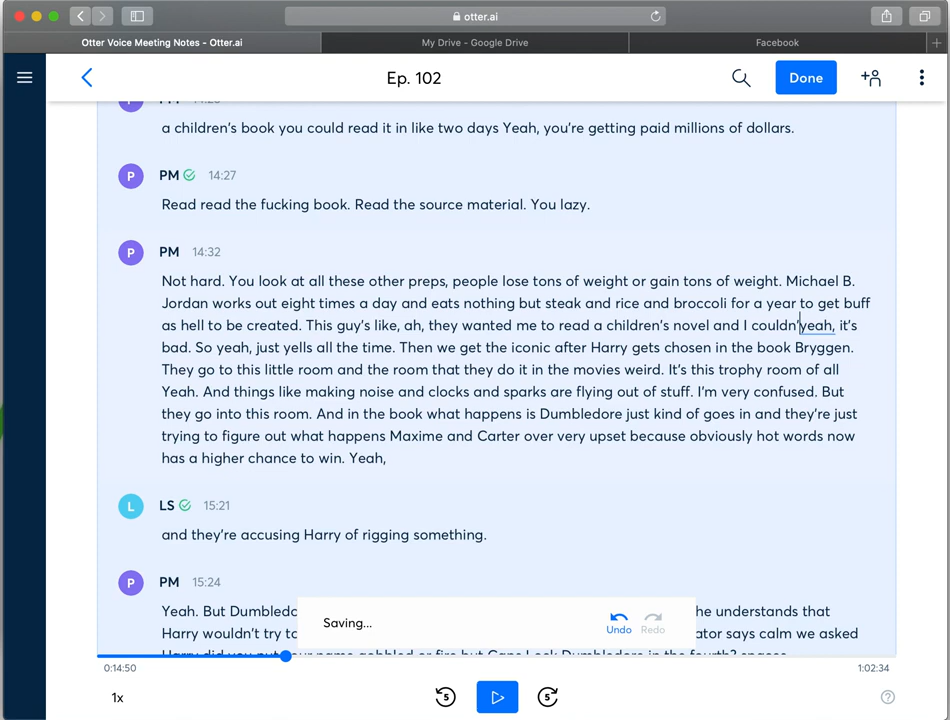 otter.ai
Otter Voice Meeting Notes - Otter.ai
My Drive - Google Drive
Facebook
Ep. 102
Done
a children's book you could read it in like two days Yeah, you're getting paid millions of dollars.
P PM 14:27
Read read the fucking book. Read the source material. You lazy.
P PM 14:32
Not hard. You look at all these other preps, people lose tons of weight or gain tons of weight. Michael B.
Jordan works out eight times a day and eats nothing but steak and rice and broccoli for a year to get buff
as hell to be created. This guy's like, ah, they wanted me to read a children's novel and I couldn'yeah, it's
bad. So yeah, just yells all the time. Then we get the iconic after Harry gets chosen in the book Bryggen.
They go to this little room and the room that they do it in the movies weird. It's this trophy room of all
Yeah. And things like making noise and clocks and sparks are flying out of stuff. I'm very confused. But
they go into this room. And in the book what happens is Dumbledore just kind of goes in and they're just
trying to figure out what happens Maxime and Carter over very upset because obviously hot words now
has a higher chance to win. Yeah,
L LS 15:21
and they're accusing Harry of rigging something.
P PM 15:24
Yeah. But Dumbledo he understands that
Harry wouldn't try to ator says calm we asked
Saving...
Undo Redo
0:14:50
1:02:34
1x
5
5